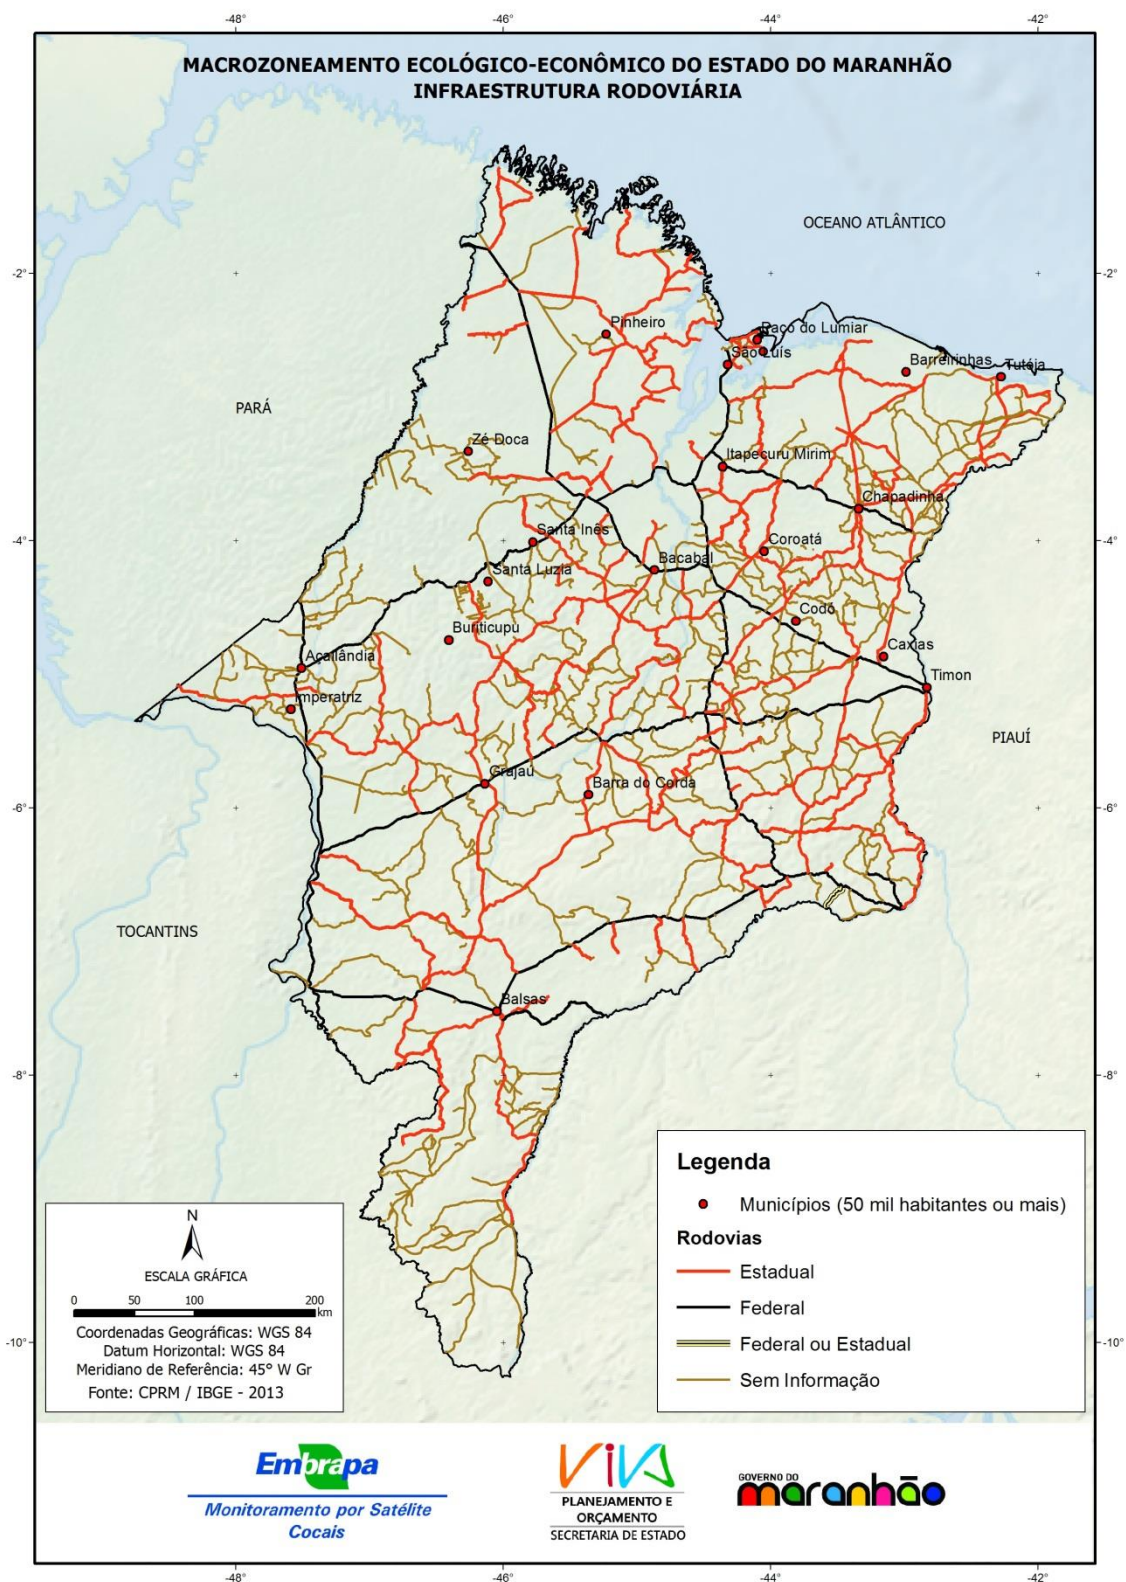 -48°
-46°
-44°
-42°
MACROZONEAMENTO ECOLÓGICO-ECONÔMICO DO ESTADO DO MARANHÃO
INFRAESTRUTURA RODOVIÁRIA
OCEANO ATLÂNTICO
-2°
-2°
Pinheiro
Paço do Lumiar
São Luís
Barreirinhas
Tutóia
PARÁ
Zé Doca
Itapecuru Mirim
Chapadinha
-4°
-4°
Santa Inês
Coroatá
Bacabal
Santa Luzia
Codó
Buriticupu
Caxias
Açailândia
Timon
Imperatriz
PIAUÍ
Grajaú
Barra do Corda
-6°
-6°
TOCANTINS
Balsas
-8°
-8°
Legenda
Municípios (50 mil habitantes ou mais)
Rodovias
Estadual
Federal
Federal ou Estadual
Sem Informação
N
ESCALA GRÁFICA
0 50 100 200
km
Coordenadas Geográficas: WGS 84
Datum Horizontal: WGS 84
Meridiano de Referência: 45° W Gr
Fonte: CPRM / IBGE - 2013
-10°
-10°
Embrapa
Monitoramento por Satélite
Cocais
VIVA
PLANEJAMENTO E
ORÇAMENTO
SECRETARIA DE ESTADO
GOVERNO DO
maranhão
-48°
-46°
-44°
-42°